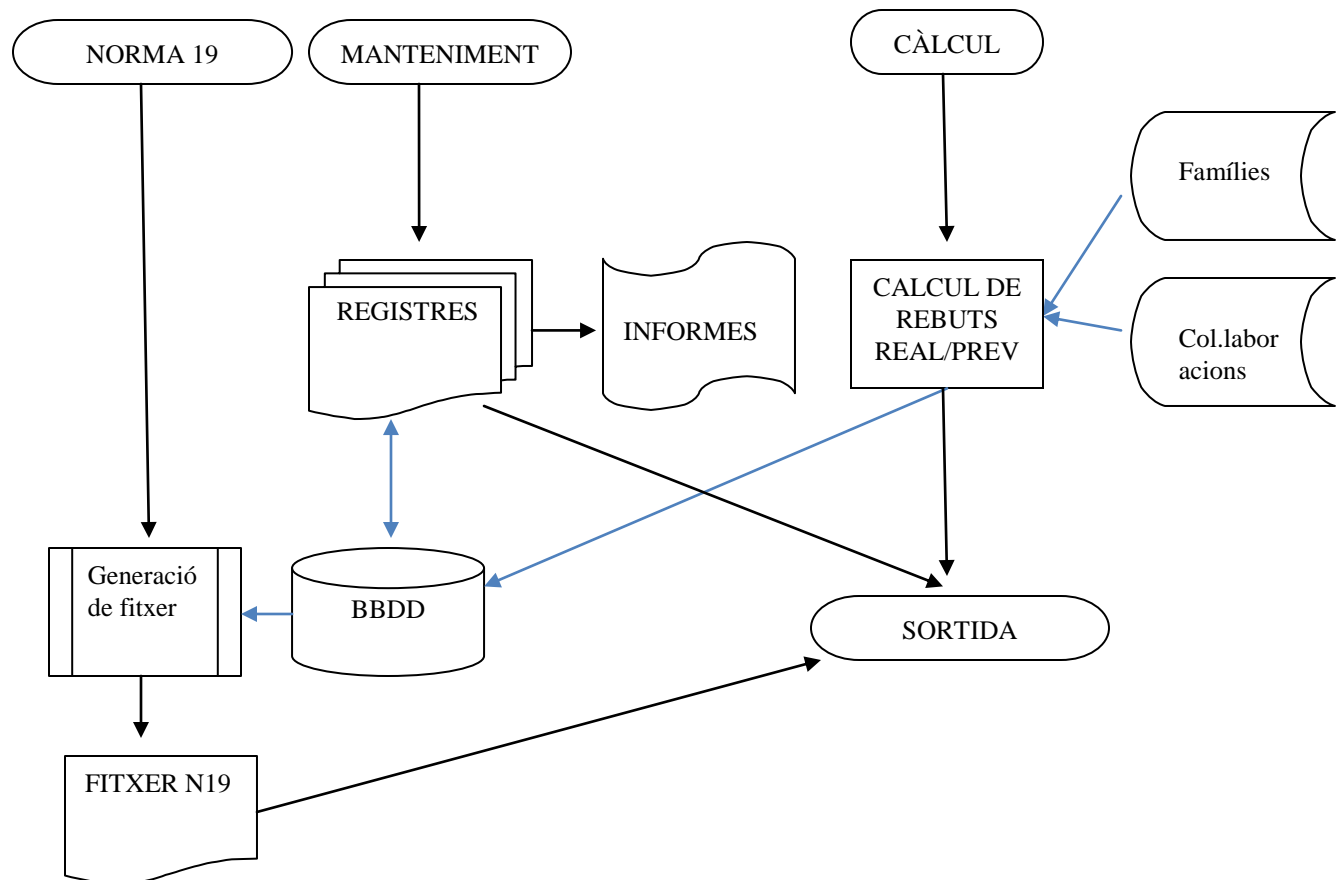 NORMA 19
MANTENIMENT
CÀLCUL
Famílies
REGISTRES
INFORMES
CALCUL DE
REBUTS
REAL/PREV
Col.labor
acions
Generació
de fitxer
BBDD
SORTIDA
FITXER N19